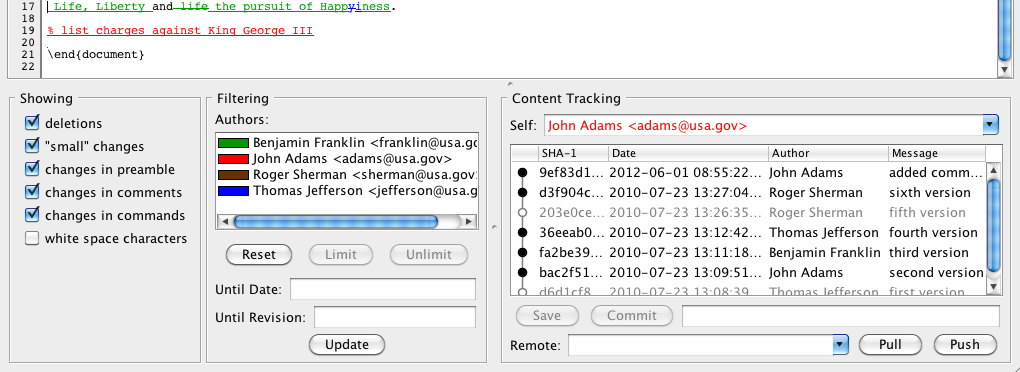 17 Life, Liberty and life the pursuit of Happyiness.
18
19 % list charges against King George III
20
21 \end{document}
22
Showing
deletions
"small" changes
changes in preamble
changes in comments
changes in commands
white space characters
Filtering
Authors:
Benjamin Franklin <franklin@usa.gc
John Adams <adams@usa.gov>
Roger Sherman <sherman@usa.gov
Thomas Jefferson <jefferson@usa.g
Reset Limit Unlimit
Until Date:
Until Revision:
Update
Content Tracking
Self: John Adams <adams@usa.gov>
SHA-1 Date Author Message
9ef83d1... 2012-06-01 08:55:22... John Adams added comm...
d3f904c... 2010-07-23 13:27:04... Roger Sherman sixth version
203e0ce... 2010-07-23 13:26:35... Roger Sherman fifth version
36eeab0... 2010-07-23 13:12:42... Thomas Jefferson fourth version
fa2be39... 2010-07-23 13:11:18... Benjamin Franklin third version
bac2f51... 2010-07-23 13:09:51... John Adams second version
d6d1cf8... 2010-07-23 13:08:39... Thomas Jefferson first version
Save Commit
Remote: Pull Push